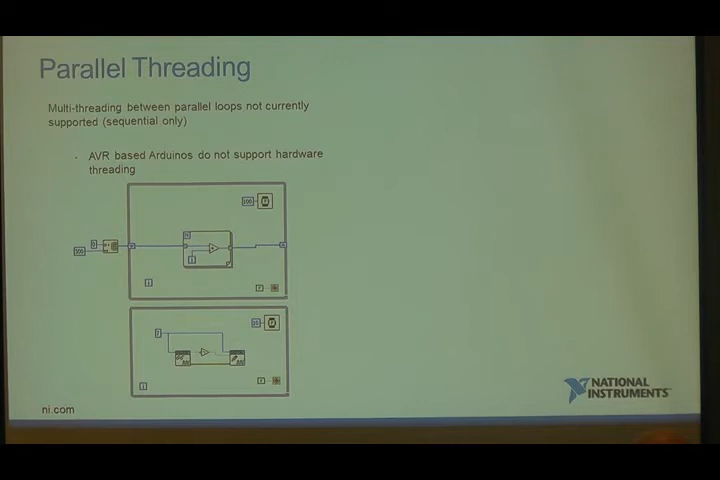 Parallel Threading
Multi-threading between parallel loops not currently
supported (sequential only)
AVR based Arduinos do not support hardware
threading
100
i
i
ni.com
NATIONAL
INSTRUMENTS